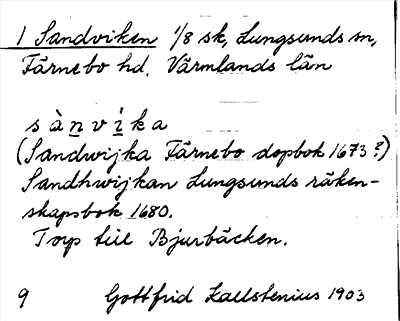 1 Sandviken 1/8 sk, Lungsunds sn,
Färnebo hd, Värmlands län
sànvíka
(Sandwijka Färnebo dopbok 1673?)
Sandhwijkan Lungsunds räken-
skapsbok 1680.
Torp till Bjurbäcken.
9 Gottfrid Kallstenius 1903